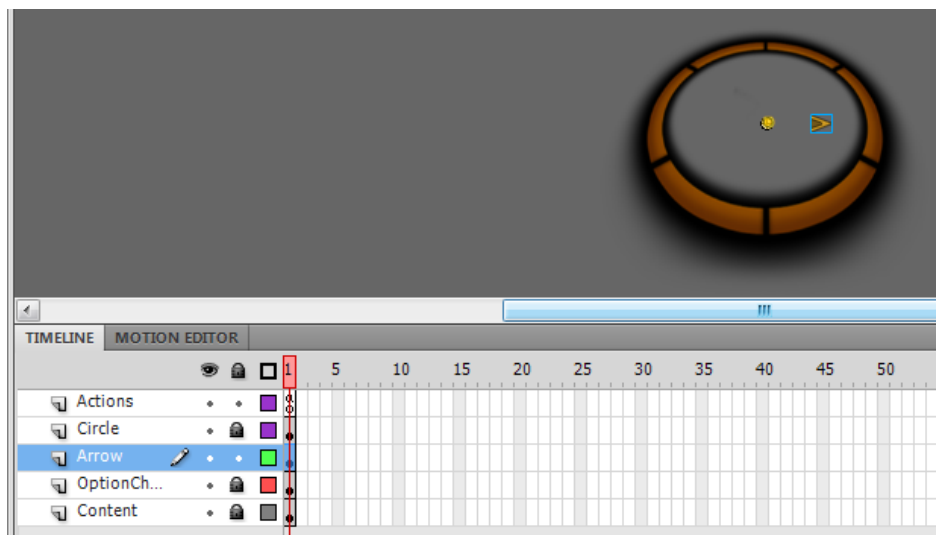 TIMELINE MOTION EDITOR
1 5 10 15 20 25 30 35 40 45 50
Actions
Circle
Arrow
OptionCh...
Content